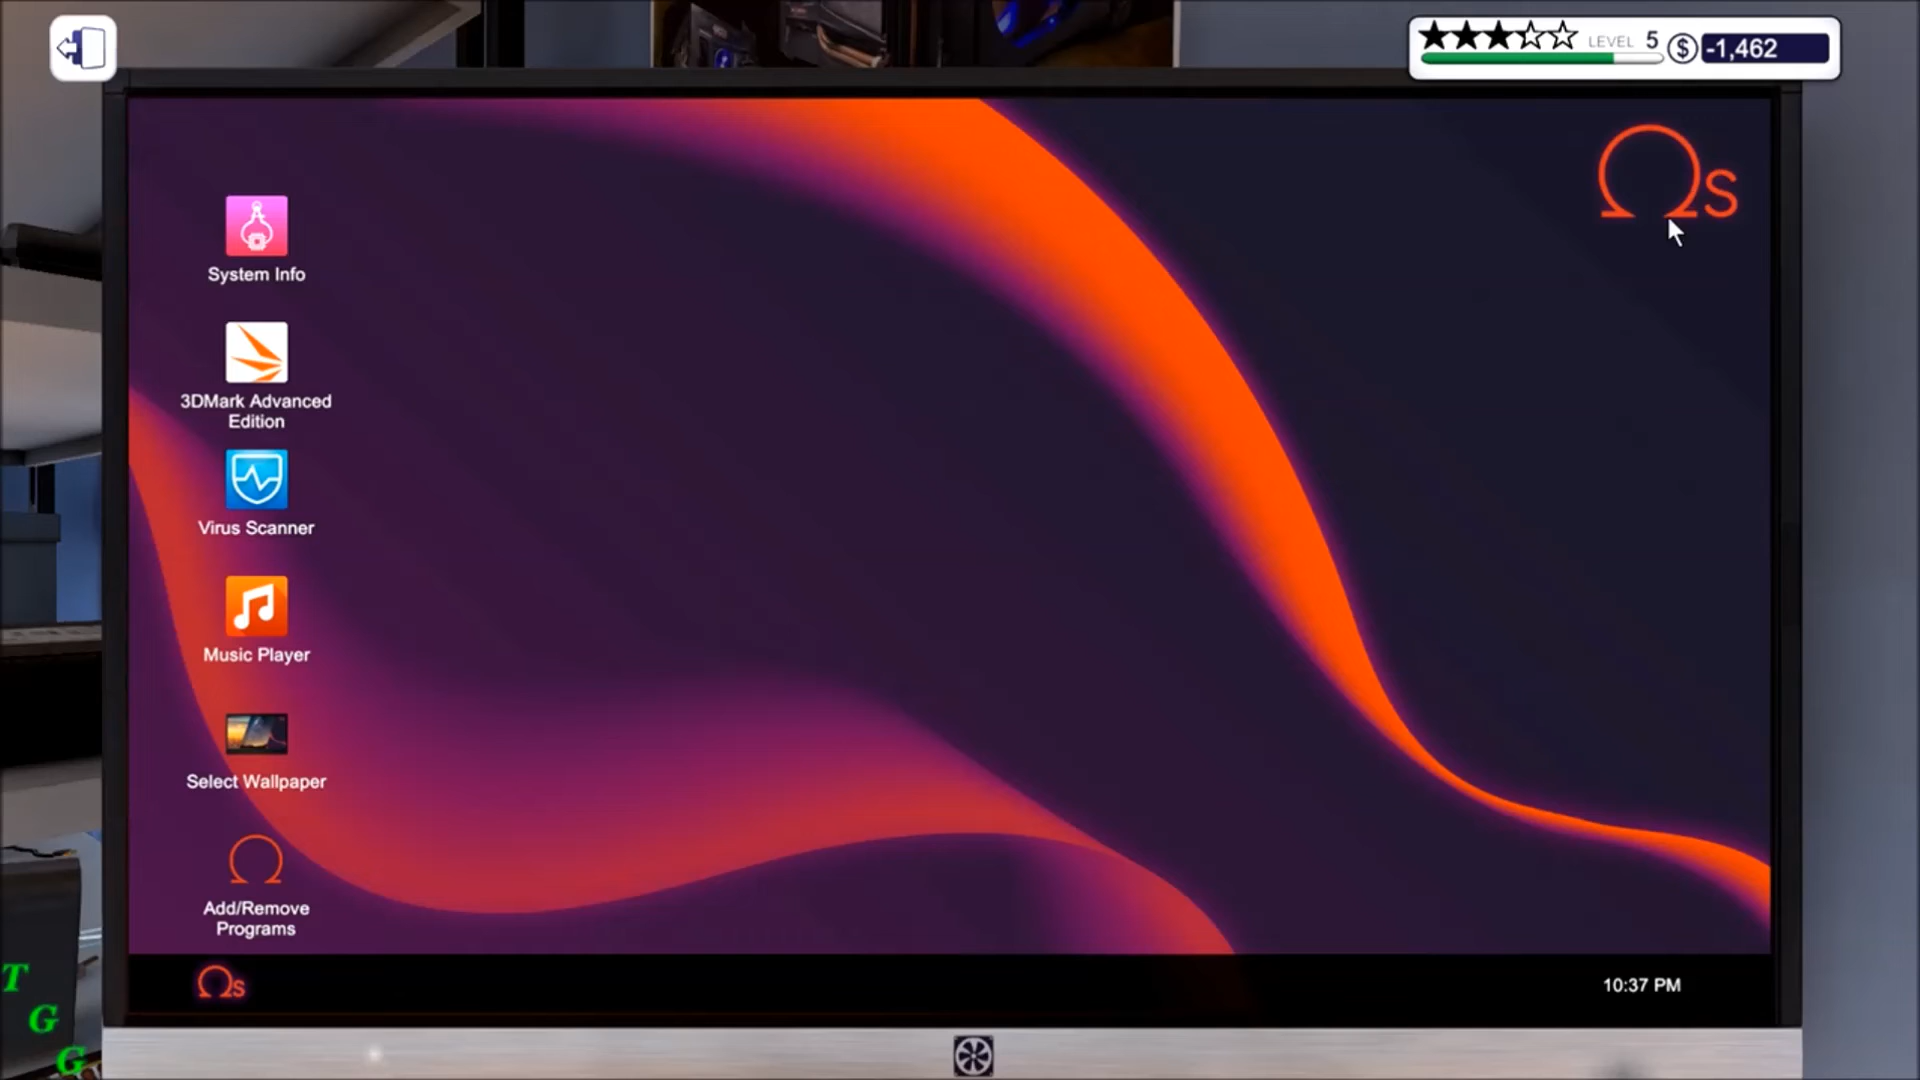 LEVEL 5
$ -1,462
Ωs
System Info
3DMark Advanced
Edition
Virus Scanner
Music Player
Select Wallpaper
Add/Remove
Programs
Ωs
10:37 PM
T
G
G